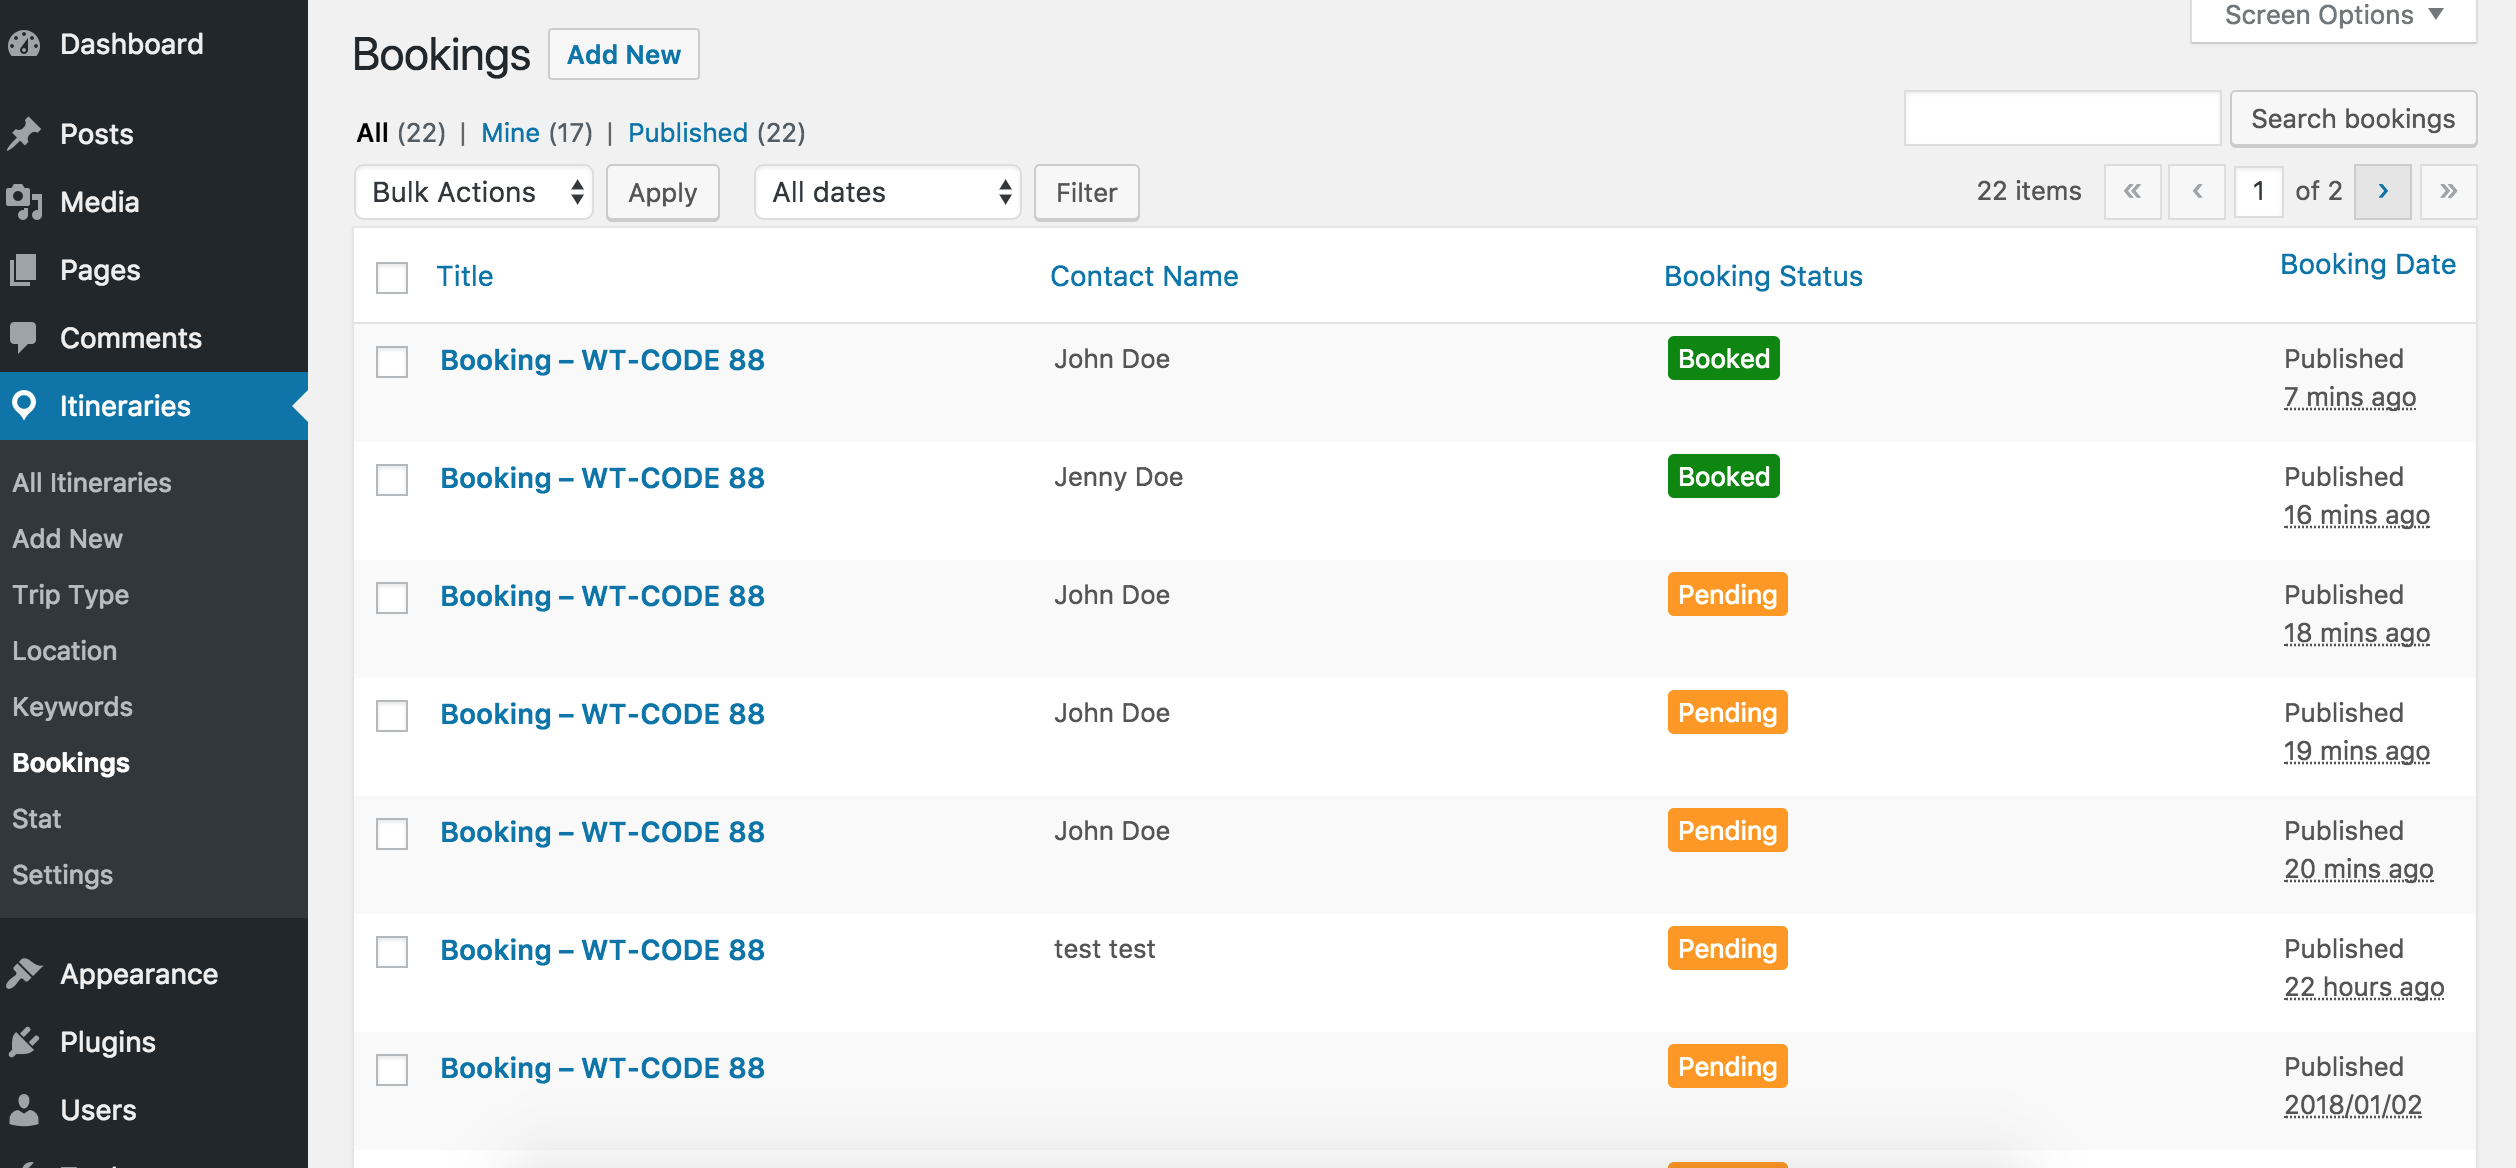 Dashboard
Posts
Media
Pages
Comments
Itineraries
All Itineraries
Add New
Trip Type
Location
Keywords
Bookings
Stat
Settings
Appearance
Plugins
Users
Screen Options ▼
Bookings Add New
All (22) | Mine (17) | Published (22)
Search bookings
Bulk Actions Apply All dates Filter
22 items « ‹ 1 of 2 › »
Title Contact Name Booking Status Booking Date
Booking – WT-CODE 88 John Doe Booked Published
7 mins ago
Booking – WT-CODE 88 Jenny Doe Booked Published
16 mins ago
Booking – WT-CODE 88 John Doe Pending Published
18 mins ago
Booking – WT-CODE 88 John Doe Pending Published
19 mins ago
Booking – WT-CODE 88 John Doe Pending Published
20 mins ago
Booking – WT-CODE 88 test test Pending Published
22 hours ago
Booking – WT-CODE 88 Pending Published
2018/01/02